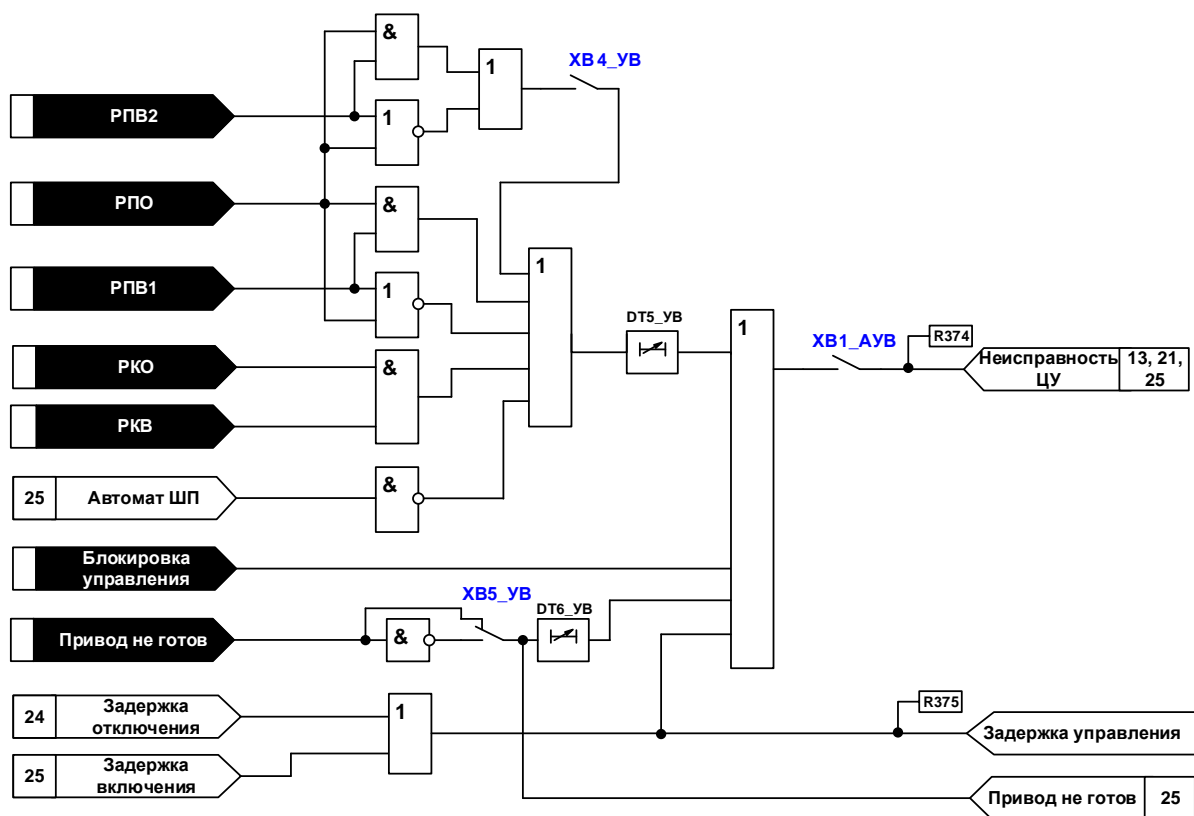 &
1
ХВ4_УВ
РПВ2
1
РПО
&
1
РПВ1
1
DT5_УВ
1
ХВ1_АУВ
R374
Неисправность ЦУ
13, 21, 25
РКО
&
РКВ
25
Автомат ШП
&
Блокировка
управления
ХВ5_УВ
DT6_УВ
Привод не готов
&
24
Задержка
отключения
1
R375
Задержка управления
25
Задержка
включения
Привод не готов
25